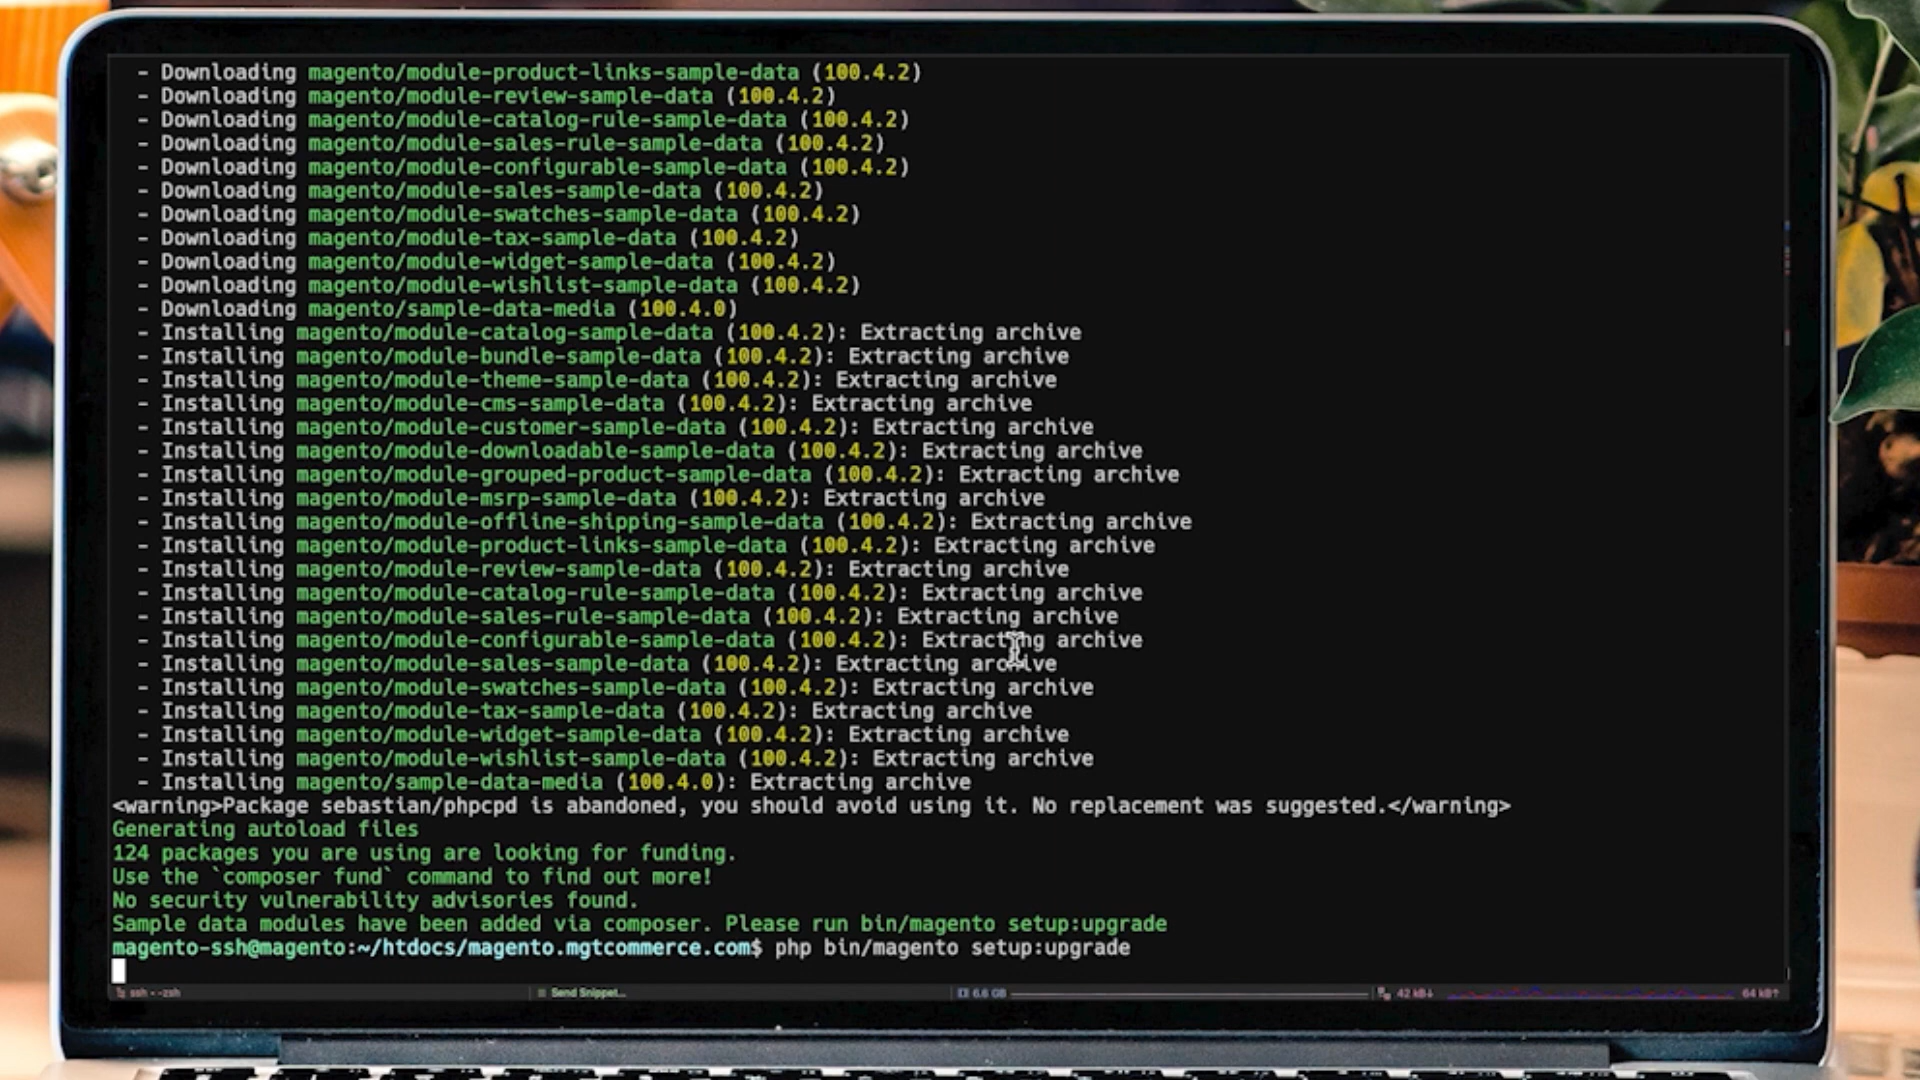 - Downloading magento/module-product-links-sample-data (100.4.2)
- Downloading magento/module-review-sample-data (100.4.2)
- Downloading magento/module-catalog-rule-sample-data (100.4.2)
- Downloading magento/module-sales-rule-sample-data (100.4.2)
- Downloading magento/module-configurable-sample-data (100.4.2)
- Downloading magento/module-sales-sample-data (100.4.2)
- Downloading magento/module-swatches-sample-data (100.4.2)
- Downloading magento/module-tax-sample-data (100.4.2)
- Downloading magento/module-widget-sample-data (100.4.2)
- Downloading magento/module-wishlist-sample-data (100.4.2)
- Downloading magento/sample-data-media (100.4.0)
- Installing magento/module-catalog-sample-data (100.4.2): Extracting archive
- Installing magento/module-bundle-sample-data (100.4.2): Extracting archive
- Installing magento/module-theme-sample-data (100.4.2): Extracting archive
- Installing magento/module-cms-sample-data (100.4.2): Extracting archive
- Installing magento/module-customer-sample-data (100.4.2): Extracting archive
- Installing magento/module-downloadable-sample-data (100.4.2): Extracting archive
- Installing magento/module-grouped-product-sample-data (100.4.2): Extracting archive
- Installing magento/module-msrp-sample-data (100.4.2): Extracting archive
- Installing magento/module-offline-shipping-sample-data (100.4.2): Extracting archive
- Installing magento/module-product-links-sample-data (100.4.2): Extracting archive
- Installing magento/module-review-sample-data (100.4.2): Extracting archive
- Installing magento/module-catalog-rule-sample-data (100.4.2): Extracting archive
- Installing magento/module-sales-rule-sample-data (100.4.2): Extracting archive
- Installing magento/module-configurable-sample-data (100.4.2): Extracting archive
- Installing magento/module-sales-sample-data (100.4.2): Extracting archive
- Installing magento/module-swatches-sample-data (100.4.2): Extracting archive
- Installing magento/module-tax-sample-data (100.4.2): Extracting archive
- Installing magento/module-widget-sample-data (100.4.2): Extracting archive
- Installing magento/module-wishlist-sample-data (100.4.2): Extracting archive
- Installing magento/sample-data-media (100.4.0): Extracting archive
<warning>Package sebastian/phpcpd is abandoned, you should avoid using it. No replacement was suggested.</warning>
Generating autoload files
124 packages you are using are looking for funding.
Use the `composer fund` command to find out more!
No security vulnerability advisories found.
Sample data modules have been added via composer. Please run bin/magento setup:upgrade
magento-ssh@magento:~/htdocs/magento.mgtcommerce.com$ php bin/magento setup:upgrade
ssh - -zsh Send Snippet... 6.6 GB 42 kB↓ 64 kB↑